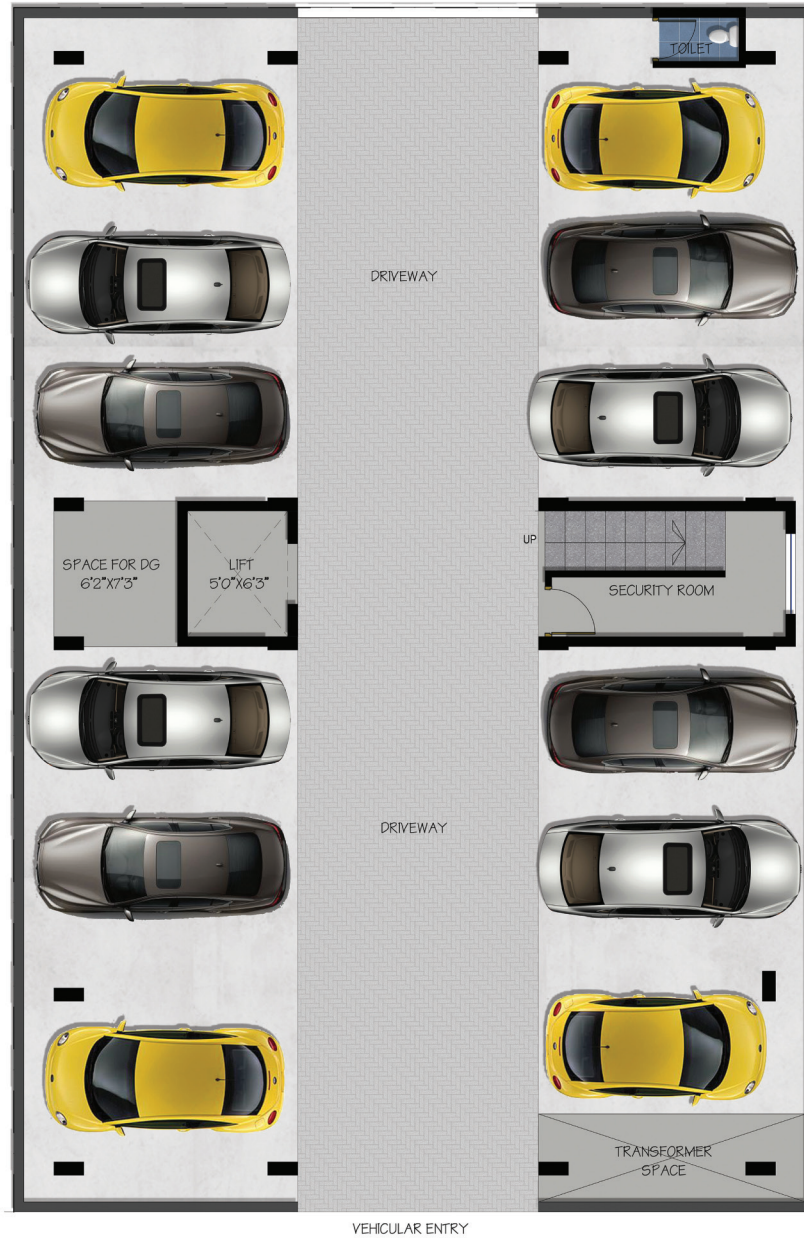 TOILET
DRIVEWAY
UP
SPACE FOR DG
6'2"X7'3"
LIFT
5'0"X6'3"
SECURITY ROOM
DRIVEWAY
TRANSFORMER
SPACE
VEHICULAR ENTRY